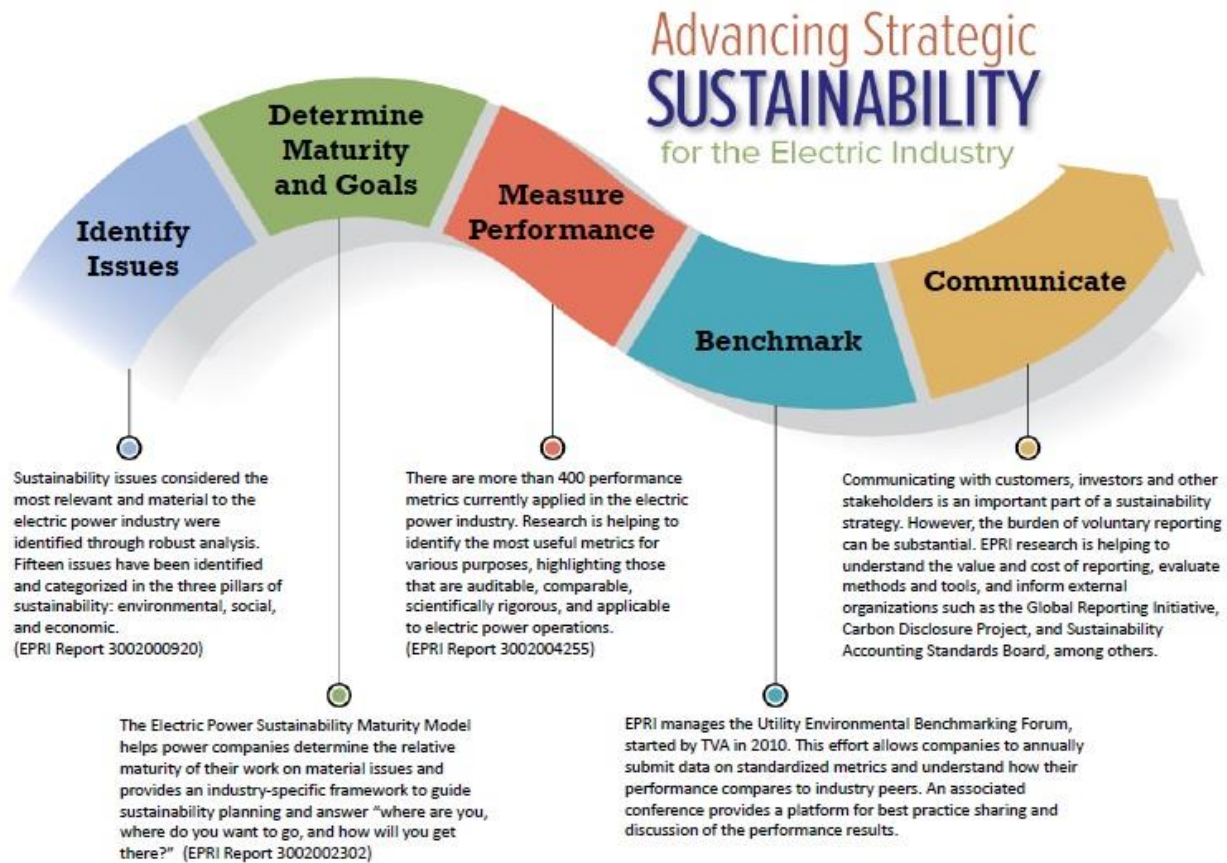 Advancing Strategic
SUSTAINABILITY
for the Electric Industry
Identify
Issues
Determine
Maturity
and Goals
Measure
Performance
Benchmark
Communicate
Sustainability issues considered the
most relevant and material to the
electric power industry were
identified through robust analysis.
Fifteen issues have been identified
and categorized in the three pillars of
sustainability: environmental, social,
and economic.
(EPRI Report 3002000920)
The Electric Power Sustainability Maturity Model
helps power companies determine the relative
maturity of their work on material issues and
provides an industry-specific framework to guide
sustainability planning and answer “where are you,
where do you want to go, and how will you get
there?” (EPRI Report 3002002302)
There are more than 400 performance
metrics currently applied in the electric
power industry. Research is helping to
identify the most useful metrics for
various purposes, highlighting those
that are auditable, comparable,
scientifically rigorous, and applicable
to electric power operations.
(EPRI Report 3002004255)
EPRI manages the Utility Environmental Benchmarking Forum,
started by TVA in 2010. This effort allows companies to annually
submit data on standardized metrics and understand how their
performance compares to industry peers. An associated
conference provides a platform for best practice sharing and
discussion of the performance results.
Communicating with customers, investors and other
stakeholders is an important part of a sustainability
strategy. However, the burden of voluntary reporting
can be substantial. EPRI research is helping to
understand the value and cost of reporting, evaluate
methods and tools, and inform external
organizations such as the Global Reporting Initiative,
Carbon Disclosure Project, and Sustainability
Accounting Standards Board, among others.